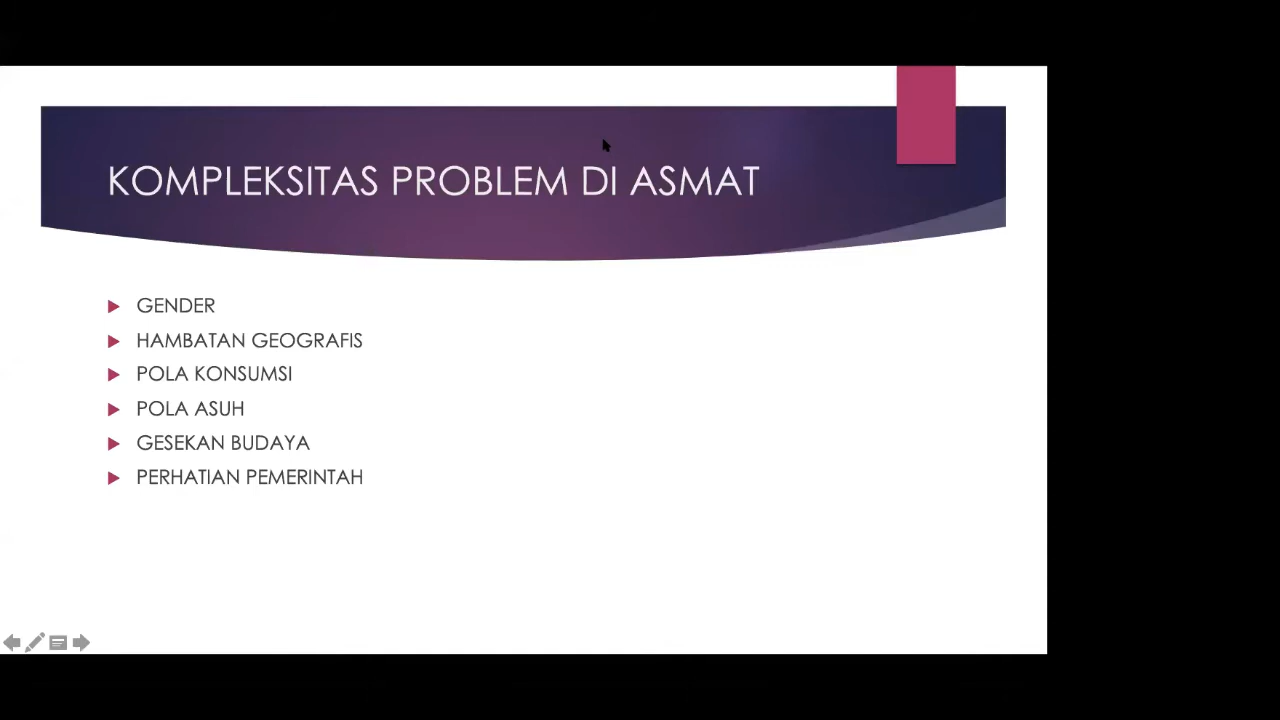 KOMPLEKSITAS PROBLEM DI ASMAT
GENDER
HAMBATAN GEOGRAFIS
POLA KONSUMSI
POLA ASUH
GESEKAN BUDAYA
PERHATIAN PEMERINTAH